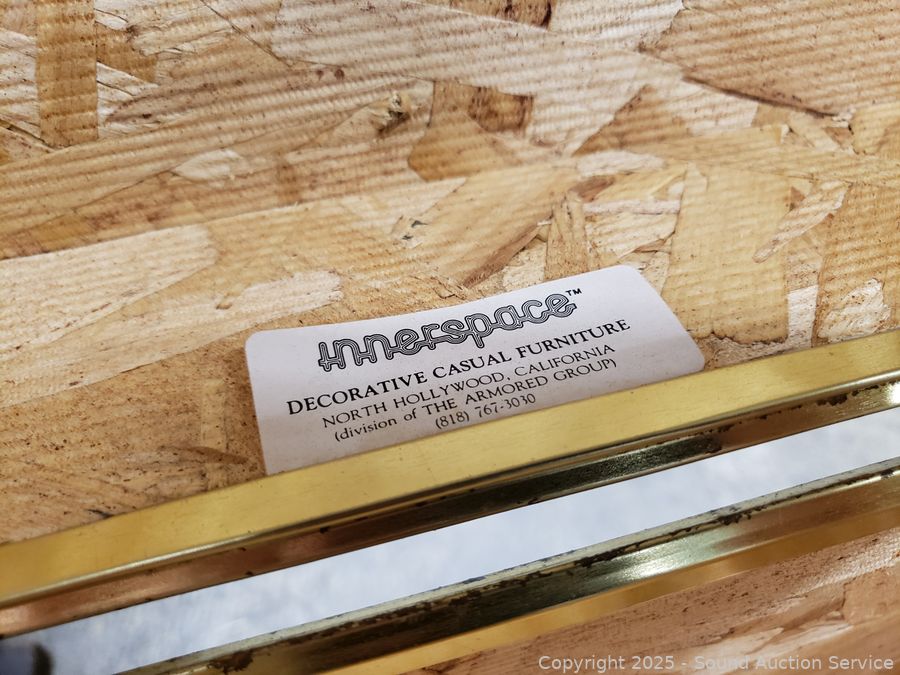 innerspace™
DECORATIVE CASUAL FURNITURE
NORTH HOLLYWOOD, CALIFORNIA
(division of THE ARMORED GROUP)
(818) 767-3030
Copyright 2025 - Sound Auction Service